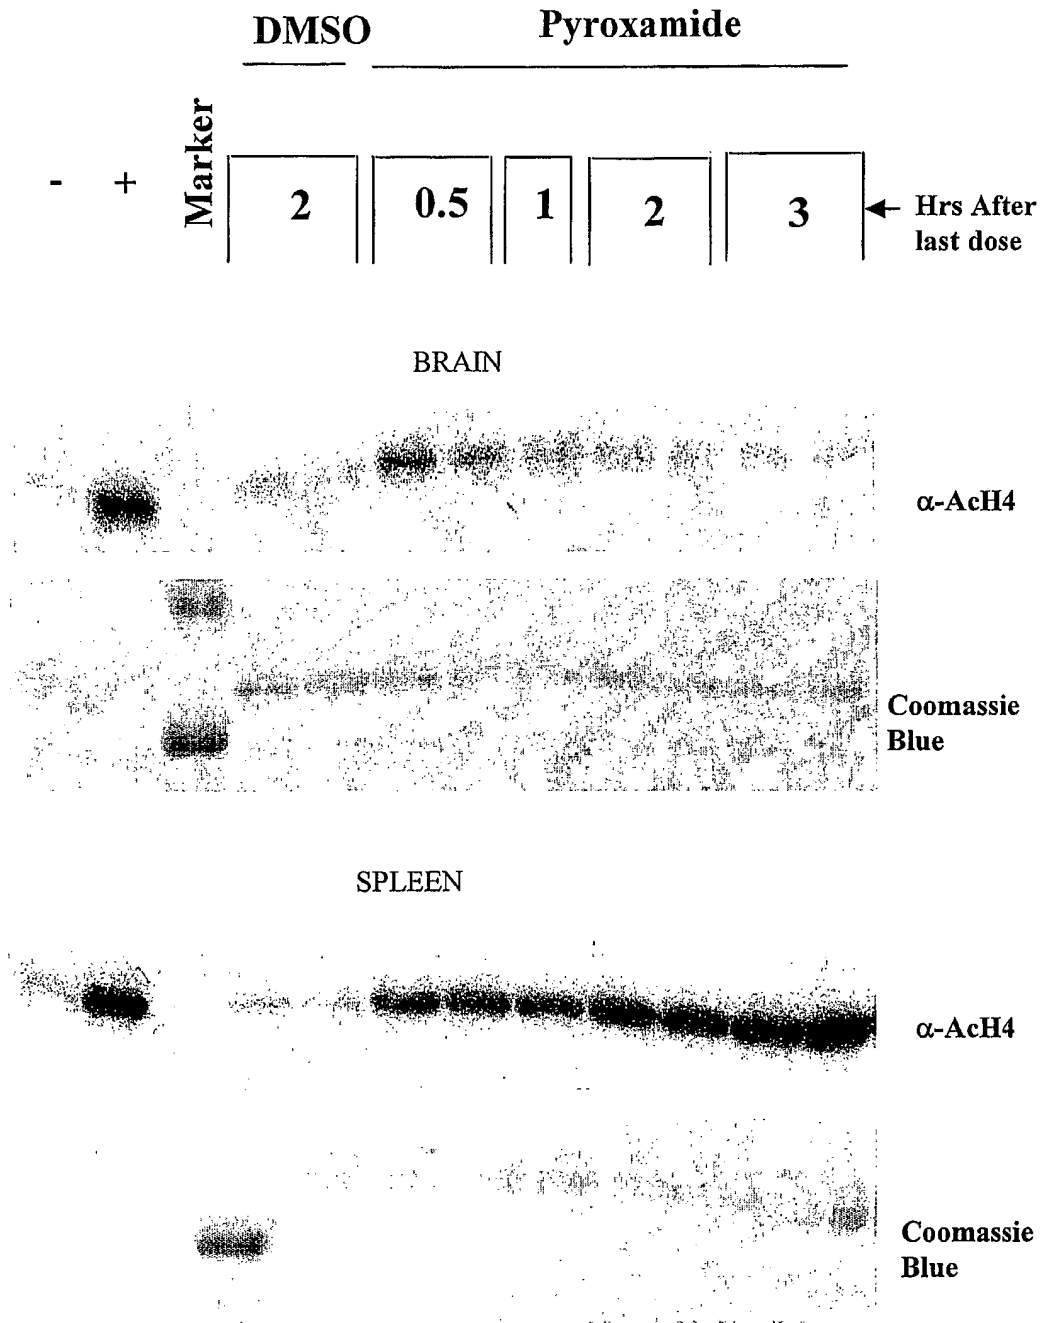 DMSO Pyroxamide
- + Marker 2 0.5 1 2 3 Hrs After
last dose
BRAIN
α-AcH4
Coomassie
Blue
SPLEEN
α-AcH4
Coomassie
Blue